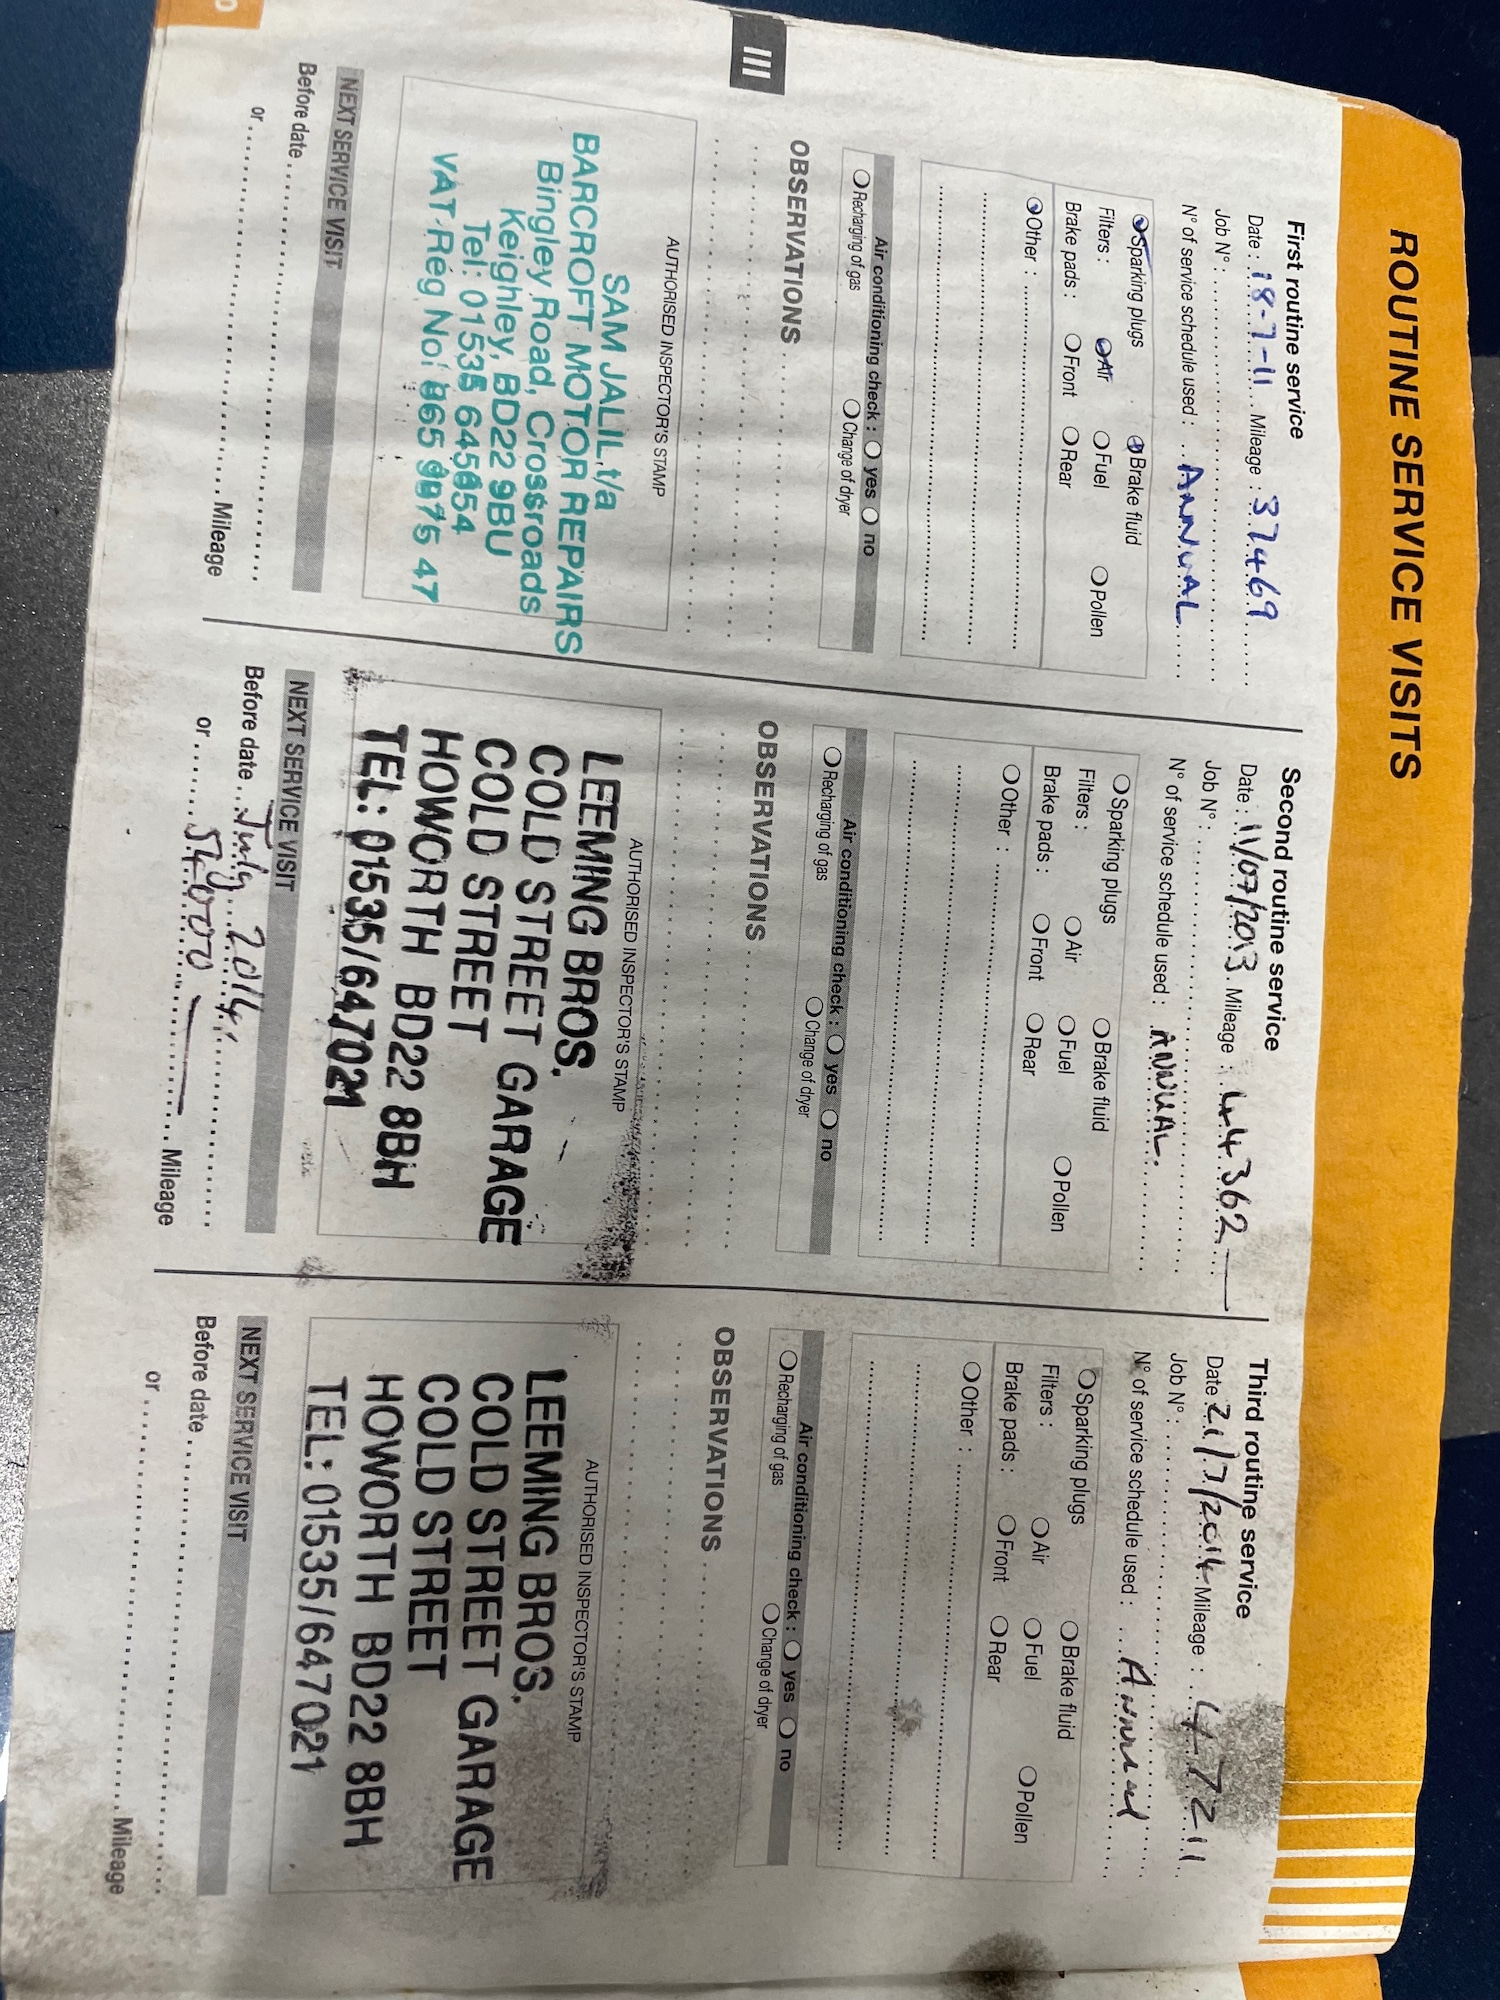 ROUTINE SERVICE VISITS
First routine service
Date : 18-7-11 Mileage : 37469
Job N° :
N° of service schedule used : ANNUAL
Sparking plugs Brake fluid
Filters : Air Fuel Pollen
Brake pads : Front Rear
Other :
Air conditioning check : yes no
Recharging of gas Change of dryer
OBSERVATIONS
AUTHORISED INSPECTOR'S STAMP
SAM JALIL t/a
BARCROFT MOTOR REPAIRS
Bingley Road, Crossroads
Keighley, BD22 9BU
Tel: 01535 645654
VAT Reg No: 47
NEXT SERVICE VISIT
Before date
or Mileage
Second routine service
Date : 11/07/2013 Mileage : 44362
Job N° :
N° of service schedule used : ANNUAL.
Sparking plugs Brake fluid
Filters : Air Fuel Pollen
Brake pads : Front Rear
Other :
Air conditioning check : yes no
Recharging of gas Change of dryer
OBSERVATIONS
AUTHORISED INSPECTOR'S STAMP
LEEMING BROS.
COLD STREET GARAGE
COLD STREET
HOWORTH BD22 8BH
TEL: 01535/647021
NEXT SERVICE VISIT
Before date July 2014
or 54000 Mileage
Third routine service
Date 21/7/2014 Mileage : 47211
Job N° :
N° of service schedule used : Annual
Sparking plugs Brake fluid
Filters : Air Fuel Pollen
Brake pads : Front Rear
Other :
Air conditioning check : yes no
Recharging of gas Change of dryer
OBSERVATIONS
AUTHORISED INSPECTOR'S STAMP
LEEMING BROS.
COLD STREET GARAGE
COLD STREET
HOWORTH BD22 8BH
TEL: 01535/647021
NEXT SERVICE VISIT
Before date
or Mileage
III